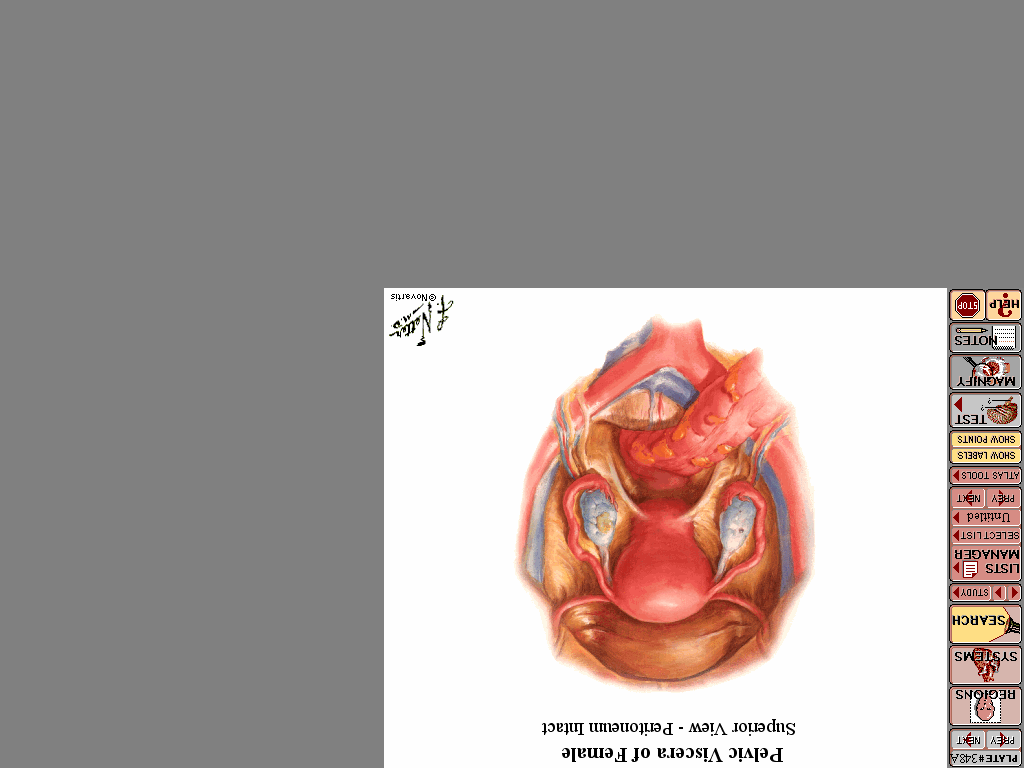 Pelvic Viscera of Female
Superior View - Peritoneum Intact
PLATE #348A
PREV NEXT
REGIONS
SYSTEMS
SEARCH
STUDY
LISTS
MANAGER
SELECT LIST
Untitled
PREV NEXT
ATLAS TOOLS
SHOW LABELS
SHOW POINTS
TEST
MAGNIFY
NOTES
HELP STOP
F. Netter
M.D.
©Novartis